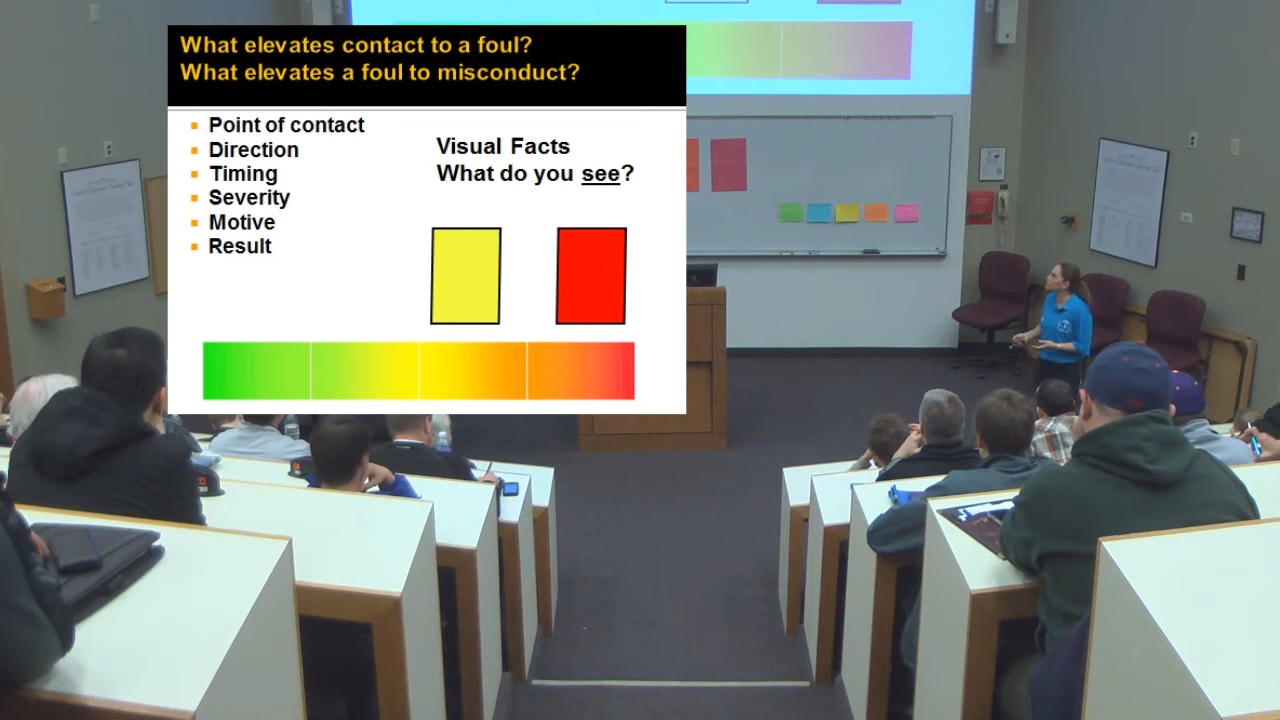 What elevates contact to a foul?
What elevates a foul to misconduct?
Point of contact
Direction
Timing
Severity
Motive
Result
Visual Facts
What do you see?